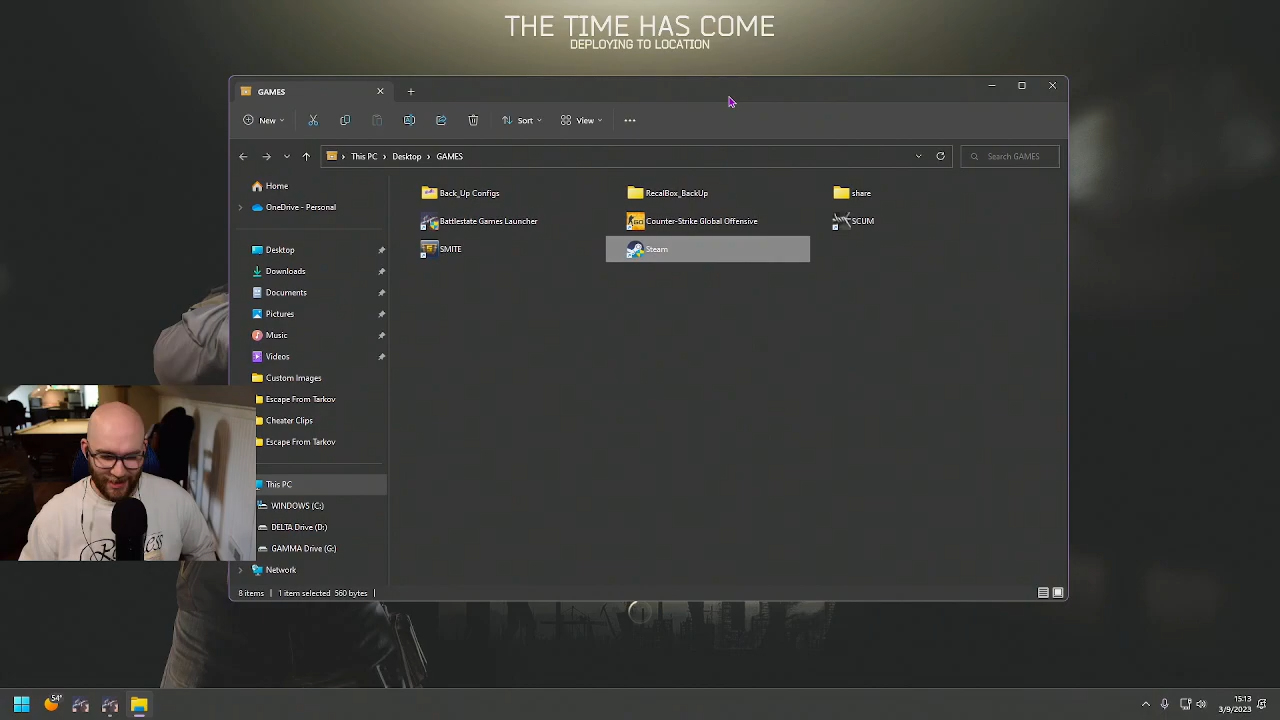 THE TIME HAS COME
DEPLOYING TO LOCATION
GAMES
New
Sort
View
This PC
Desktop
GAMES
Search GAMES
Home
OneDrive - Personal
Desktop
Downloads
Documents
Pictures
Music
Videos
Custom Images
Escape From Tarkov
Cheater Clips
Escape From Tarkov
This PC
WINDOWS (C:)
DELTA Drive (D:)
GAMMA Drive (G:)
Network
Back_Up Configs
RecalBox_BackUp
share
Battlestate Games Launcher
Counter-Strike Global Offensive
SCUM
SMITE
Steam
8 items
1 item selected 560 bytes
54°
15:13
3/9/2023